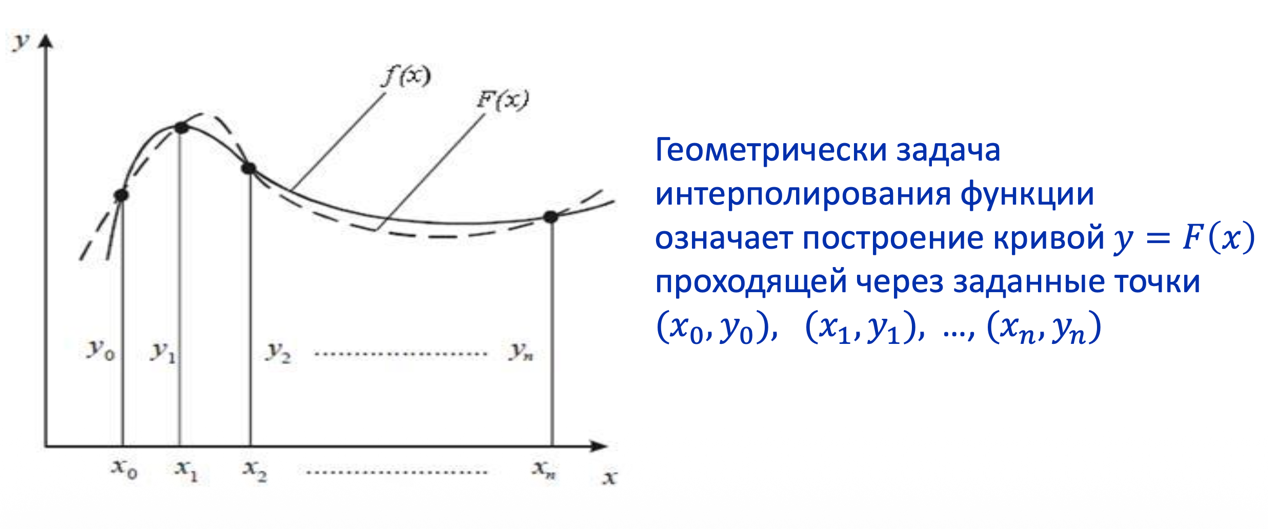 y
f(x)
F(x)
y₀ y₁ y₂ ........................ yₙ
x₀ x₁ x₂ ........................ xₙ x
Геометрически задача
интерполирования функции
означает построение кривой y = F(x)
проходящей через заданные точки
(x₀, y₀), (x₁, y₁), ..., (xₙ, yₙ)